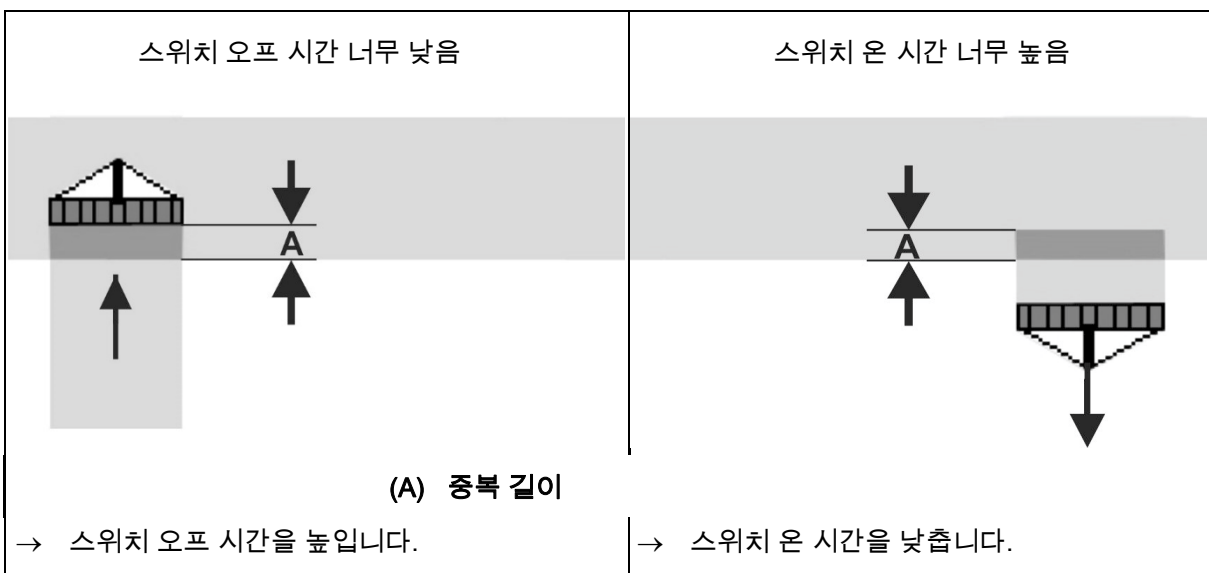 스위치 오프 시간 너무 낮음
스위치 온 시간 너무 높음
A
A
(A) 중복 길이
→ 스위치 오프 시간을 높입니다.
→ 스위치 온 시간을 낮춥니다.